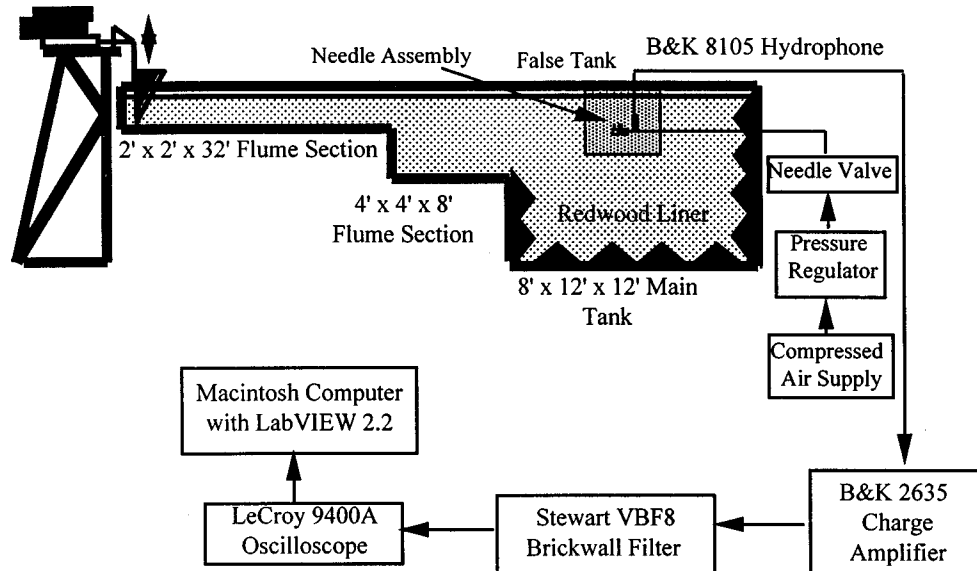 Needle Assembly
False Tank
B&K 8105 Hydrophone
2' x 2' x 32' Flume Section
4' x 4' x 8'
Flume Section
Redwood Liner
8' x 12' x 12' Main
Tank
Needle Valve
Pressure
Regulator
Compressed
Air Supply
Macintosh Computer
with LabVIEW 2.2
LeCroy 9400A
Oscilloscope
Stewart VBF8
Brickwall Filter
B&K 2635
Charge
Amplifier